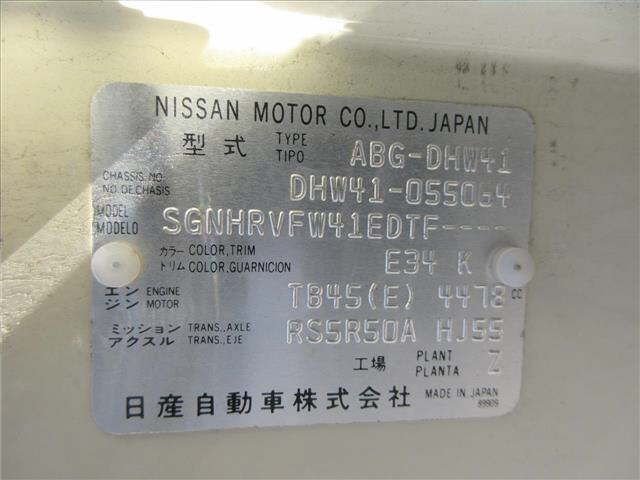 NISSAN MOTOR CO.,LTD. JAPAN
型式 TYPE TIPO ABG-DHW41
CHASSIS NO. NO.DE CHASIS DHW41-055064
MODEL MODELO SGNHRVFW41EDTF----
カラー COLOR,TRIM
トリム COLOR,GUARNICION E34 K
エンジン ENGINE MOTOR TB45(E) 4478 cc
ミッション TRANS.,AXLE
アクスル TRANS.,EJE RS5R50A HJ55
工場 PLANT PLANTA Z
日産自動車株式会社 MADE IN JAPAN
89909